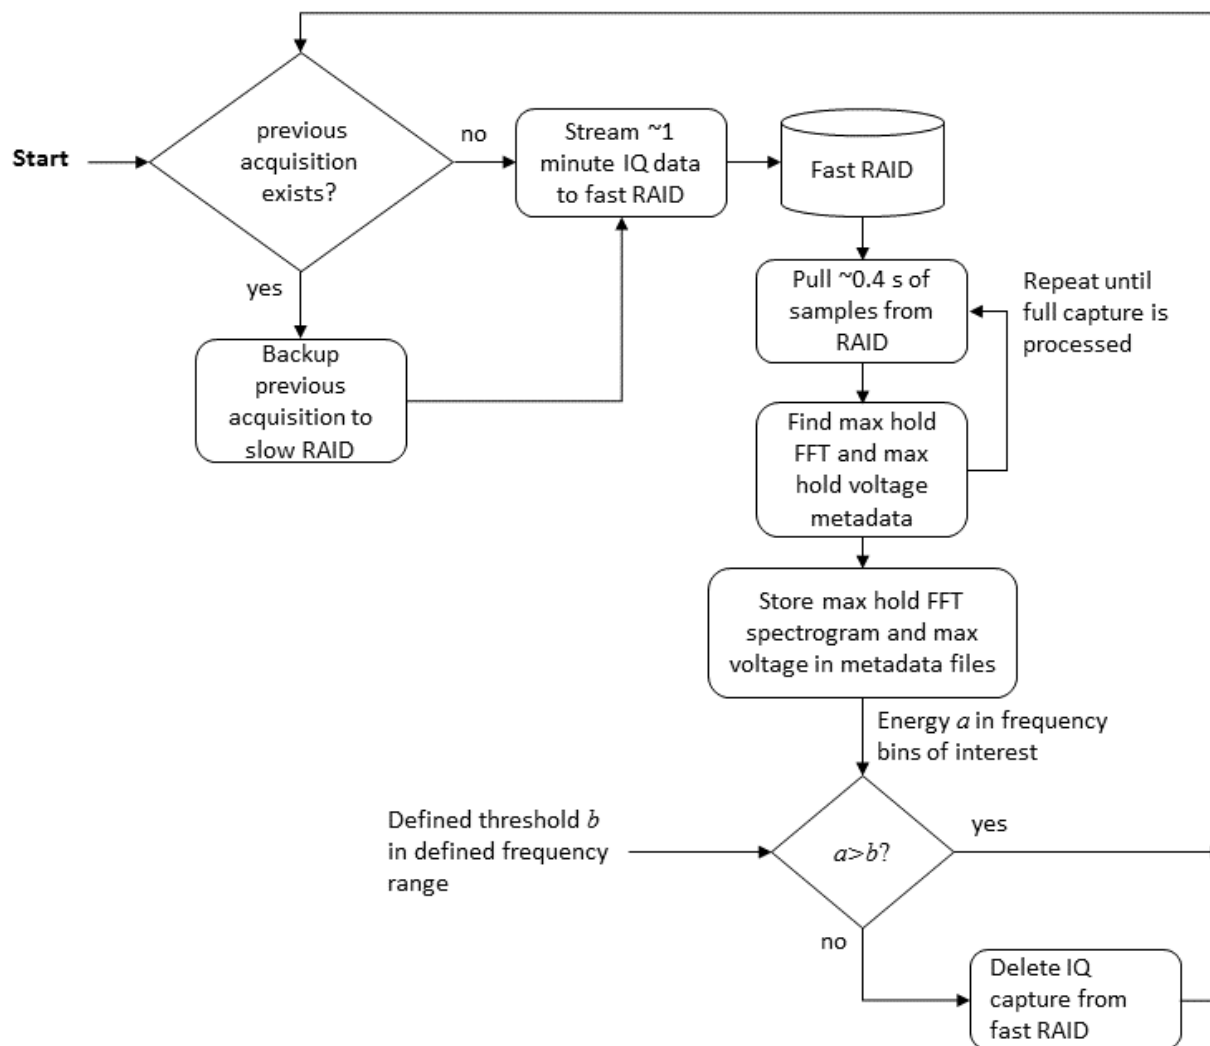 Start
previous
acquisition
exists?
no
Stream ~1
minute IQ data
to fast RAID
Fast RAID
yes
Backup
previous
acquisition to
slow RAID
Pull ~0.4 s of
samples from
RAID
Repeat until
full capture is
processed
Find max hold
FFT and max
hold voltage
metadata
Store max hold FFT
spectrogram and max
voltage in metadata files
Energy a in frequency
bins of interest
Defined threshold b
in defined frequency
range
a>b?
yes
no
Delete IQ
capture from
fast RAID